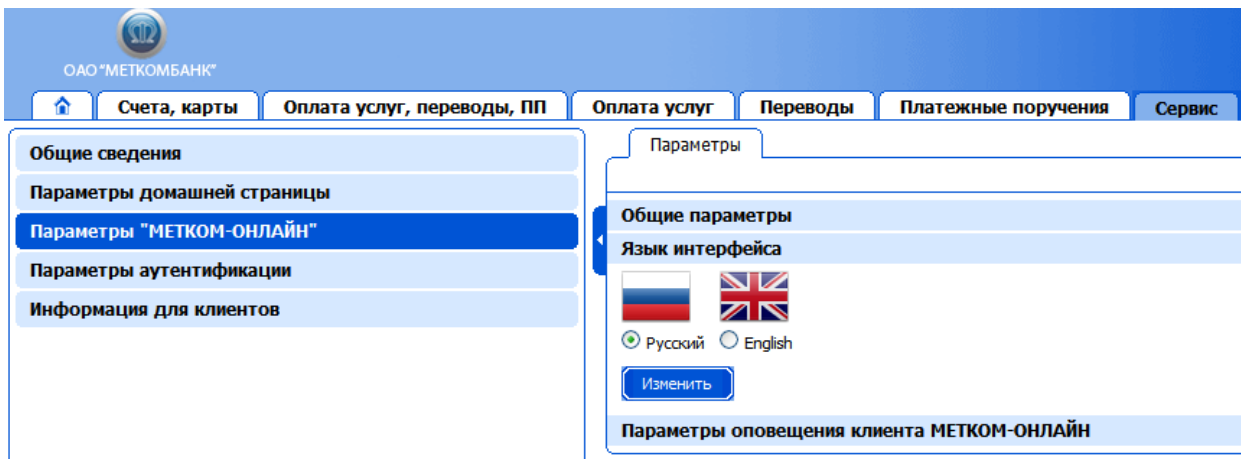 ОАО "МЕТКОМБАНК"
Счета, карты Оплата услуг, переводы, ПП Оплата услуг Переводы Платежные поручения Сервис
Общие сведения
Параметры домашней страницы
Параметры "МЕТКОМ-ОНЛАЙН"
Параметры аутентификации
Информация для клиентов
Параметры
Общие параметры
Язык интерфейса
Русский English
Изменить
Параметры оповещения клиента МЕТКОМ-ОНЛАЙН